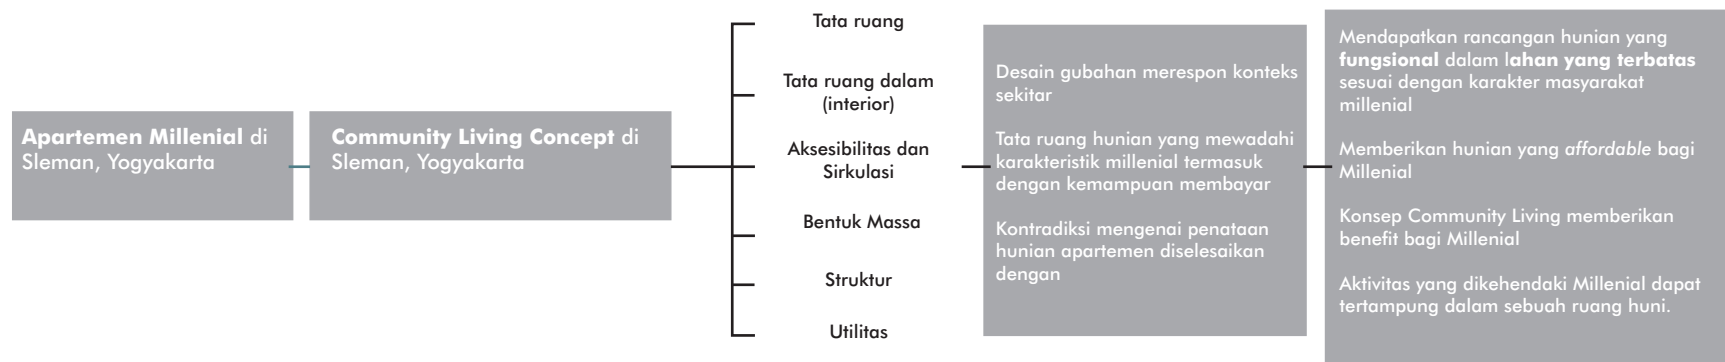 Apartemen Millenial di
Sleman, Yogyakarta
Community Living Concept di
Sleman, Yogyakarta
Tata ruang
Tata ruang dalam
(interior)
Aksesibilitas dan
Sirkulasi
Bentuk Massa
Struktur
Utilitas
Desain gubahan merespon konteks
sekitar
Tata ruang hunian yang mewadahi
karakteristik millenial termasuk
dengan kemampuan membayar
Kontradiksi mengenai penataan
hunian apartemen diselesaikan
dengan
Mendapatkan rancangan hunian yang
fungsional dalam lahan yang terbatas
sesuai dengan karakter masyarakat
millenial
Memberikan hunian yang affordable bagi
Millenial
Konsep Community Living memberikan
benefit bagi Millenial
Aktivitas yang dikehendaki Millenial dapat
tertampung dalam sebuah ruang huni.